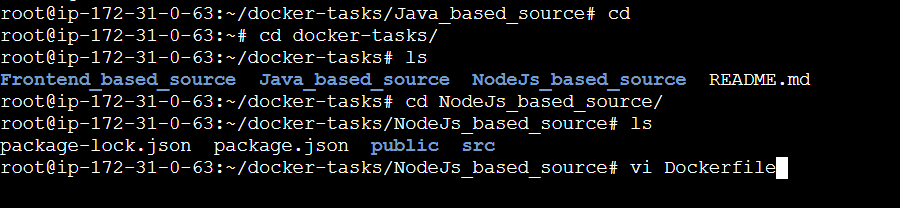 root@ip-172-31-0-63:~/docker-tasks/Java_based_source# cd
root@ip-172-31-0-63:~# cd docker-tasks/
root@ip-172-31-0-63:~/docker-tasks# ls
Frontend_based_source  Java_based_source  NodeJs_based_source  README.md
root@ip-172-31-0-63:~/docker-tasks# cd NodeJs_based_source/
root@ip-172-31-0-63:~/docker-tasks/NodeJs_based_source# ls
package-lock.json  package.json  public  src
root@ip-172-31-0-63:~/docker-tasks/NodeJs_based_source# vi Dockerfile